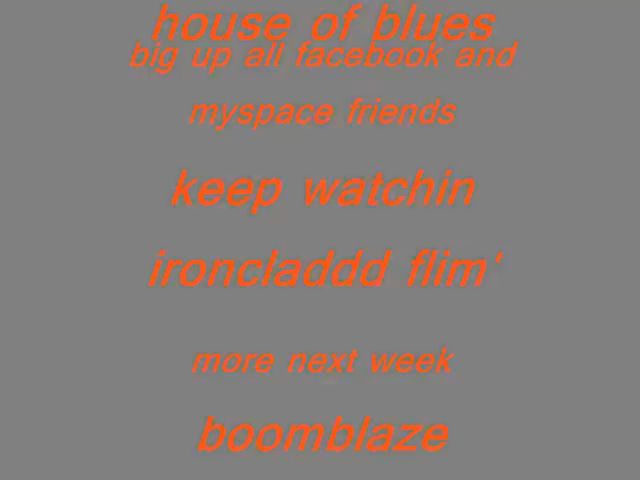 house of blues
big up all facebook and
myspace friends
keep watchin
ironcladdd flim'
more next week
boomblaze